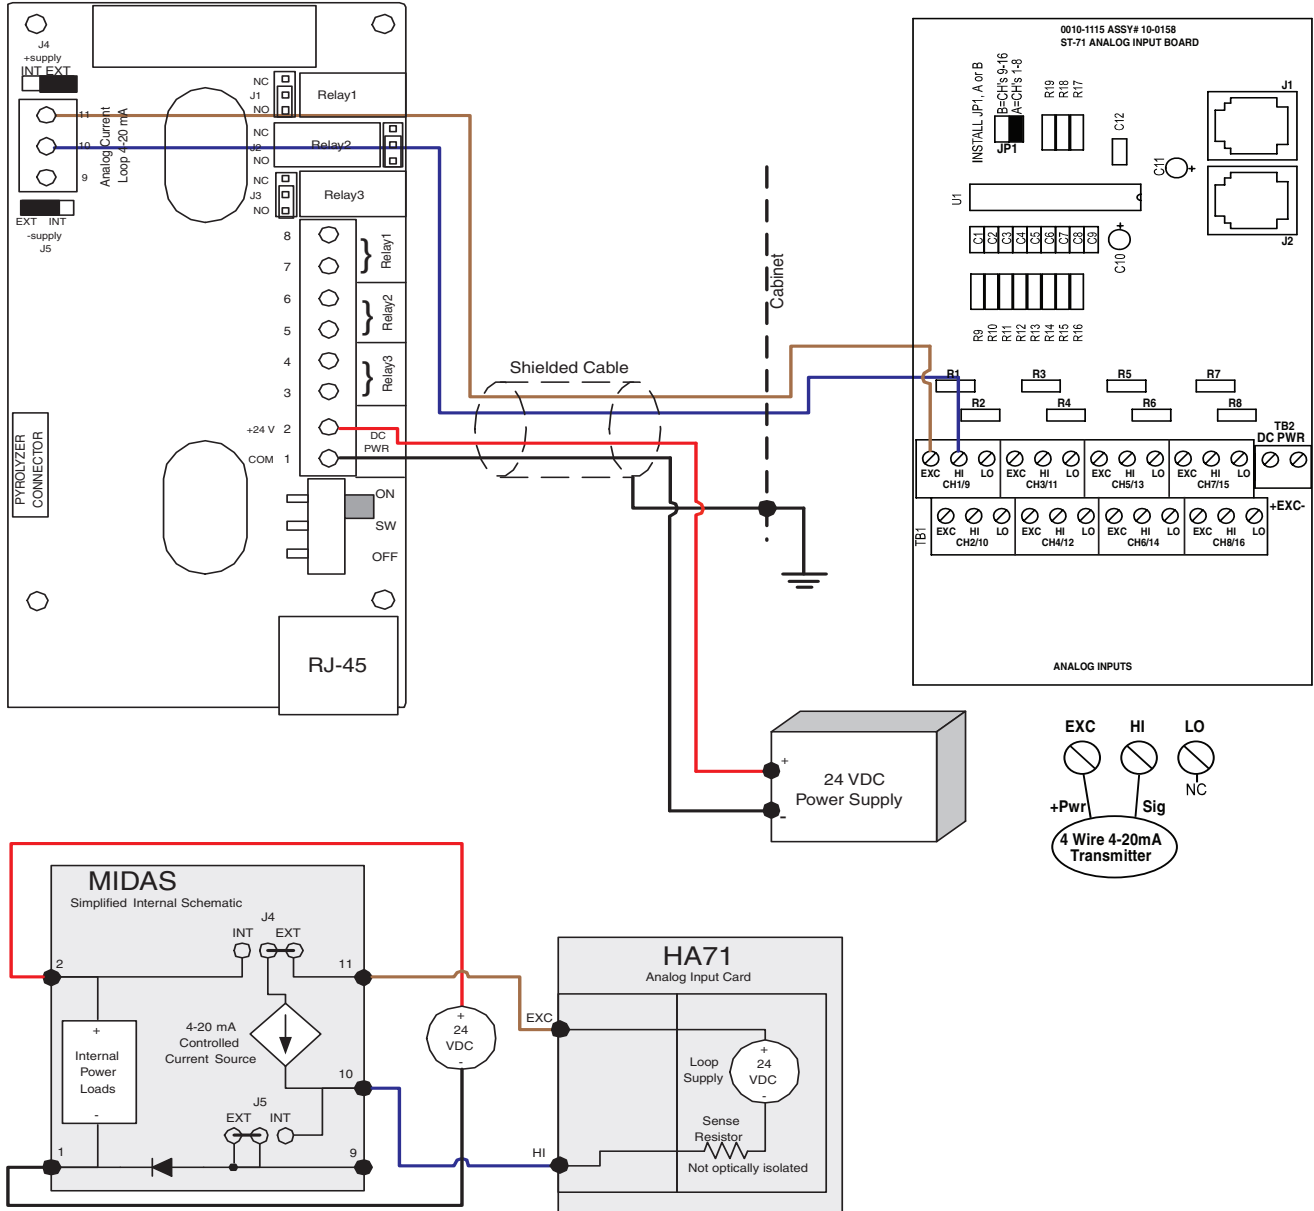 J4
+supply
INT EXT
11
10
9
Analog Current
Loop 4-20 mA
EXT INT
-supply
J5
NC
J1
NO
Relay1
NC
J2
NO
Relay2
NC
J3
NO
Relay3
8
7
6
5
4
3
+24 V 2
COM 1
Relay1
Relay2
Relay3
DC
PWR
ON
SW
OFF
PYROLYZER
CONNECTOR
RJ-45
Shielded Cable
Cabinet
0010-1115 ASSY# 10-0158
ST-71 ANALOG INPUT BOARD
INSTALL JP1, A or B
B=CH's 9-16
A=CH's 1-8
JP1
R19
R18
R17
C12
C11
+
J1
J2
U1
C1
C2
C3
C4
C5
C6
C7
C8
C9
+
C10
R9
R10
R11
R12
R13
R14
R15
R16
R1 R3 R5 R7
R2 R4 R6 R8
TB2
DC PWR
EXC HI LO EXC HI LO EXC HI LO EXC HI LO
CH1/9 CH3/11 CH5/13 CH7/15
+EXC-
TB1
EXC HI LO EXC HI LO EXC HI LO EXC HI LO
CH2/10 CH4/12 CH6/14 CH8/16
ANALOG INPUTS
+
24 VDC
Power Supply
-
EXC HI LO
NC
+Pwr Sig
4 Wire 4-20mA
Transmitter
MIDAS
Simplified Internal Schematic
J4
INT EXT
2
11
+
Internal
Power
Loads
-
4-20 mA
Controlled
Current Source
10
J5
EXT INT
1
9
+
24
VDC
-
HA71
Analog Input Card
EXC
Loop
Supply
+
24
VDC
-
Sense
Resistor
HI
Not optically isolated